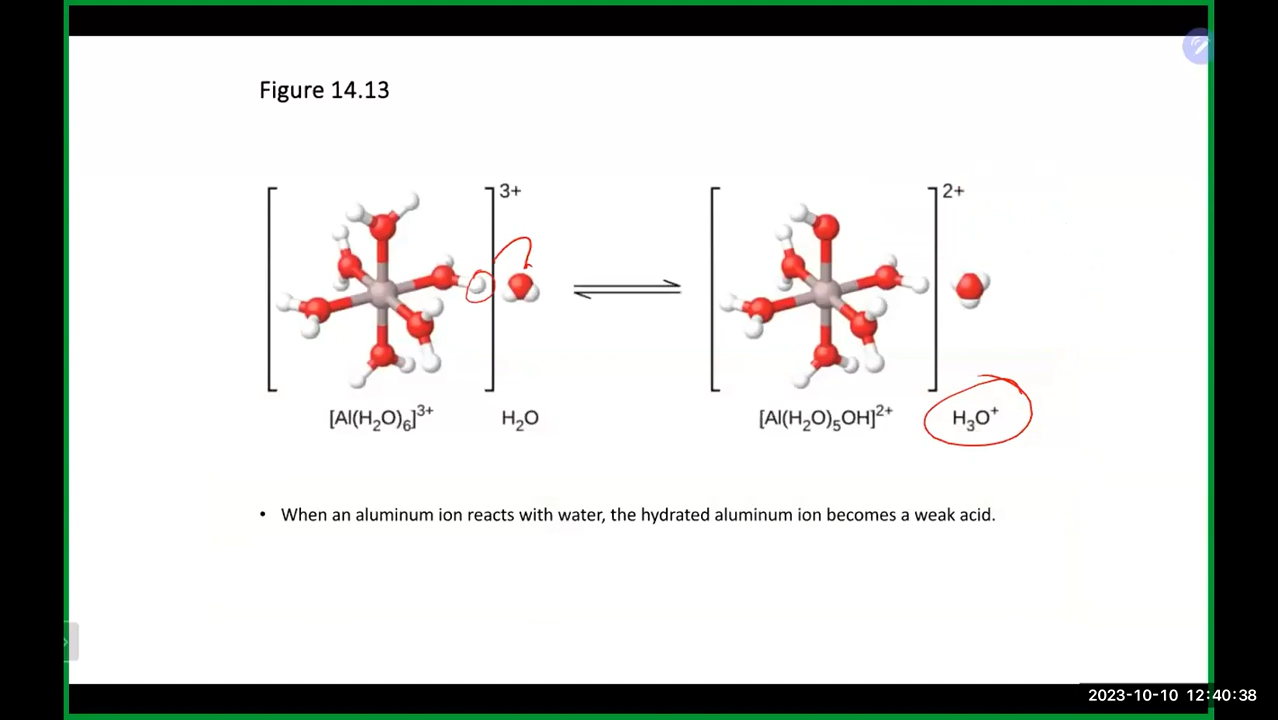 Figure 14.13
3+
2+
[Al(H₂O)₆]³⁺ H₂O [Al(H₂O)₅OH]²⁺ H₃O⁺
• When an aluminum ion reacts with water, the hydrated aluminum ion becomes a weak acid.
2023-10-10 12:40:38